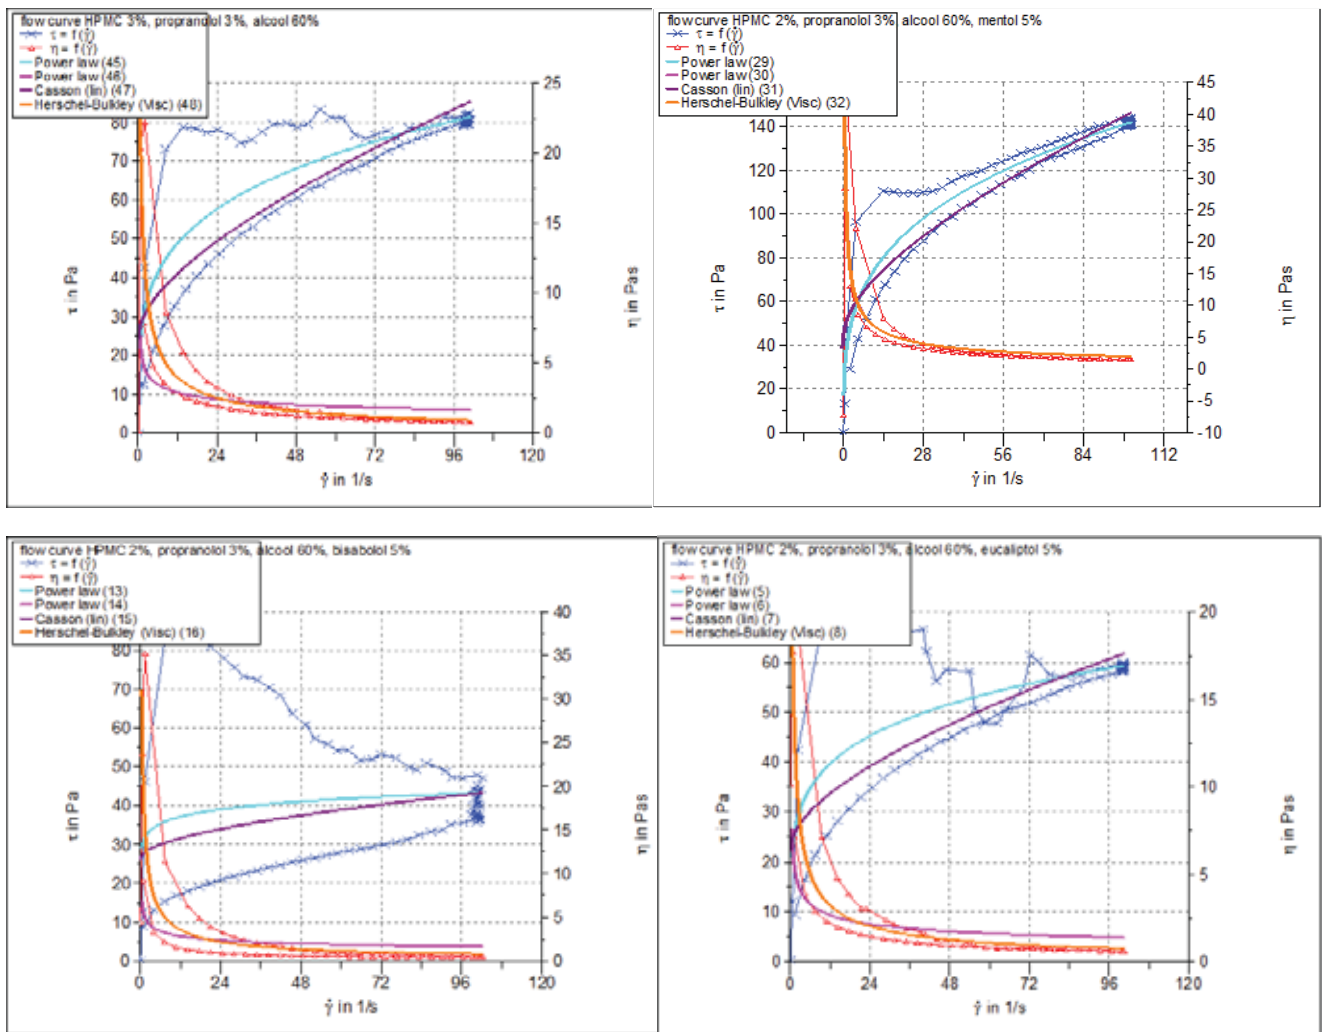 flow curve HPMC 3%, propranolol 3%, alcool 60%
τ = f(γ̇)
η = f(γ̇)
Power law (45)
Power law (46)
Casson (lin) (47)
Herschel-Bulkley (Visc) (48)
80
70
60
50
40
30
20
10
0
τ in Pa
25
20
15
10
5
0
η in Pas
0 24 48 72 96 120
γ̇ in 1/s
flow curve HPMC 2%, propranolol 3%, alcool 60%, mentol 5%
τ = f(γ̇)
η = f(γ̇)
Power law (29)
Power law (30)
Casson (lin) (31)
Herschel-Bulkley (Visc) (32)
140
120
100
80
60
40
20
0
τ in Pa
45
40
35
30
25
20
15
10
5
0
-5
-10
η in Pas
0 28 56 84 112
γ̇ in 1/s
flow curve HPMC 2%, propranolol 3%, alcool 60%, bisabolol 5%
τ = f(γ̇)
η = f(γ̇)
Power law (13)
Power law (14)
Casson (lin) (15)
Herschel-Bulkley (Visc) (16)
80
70
60
50
40
30
20
10
0
τ in Pa
40
35
30
25
20
15
10
5
0
η in Pas
0 24 48 72 96 120
γ̇ in 1/s
flow curve HPMC 2%, propranolol 3%, alcool 60%, eucaliptol 5%
τ = f(γ̇)
η = f(γ̇)
Power law (5)
Power law (6)
Casson (lin) (7)
Herschel-Bulkley (Visc) (8)
60
50
40
30
20
10
0
τ in Pa
20
15
10
5
0
η in Pas
0 24 48 72 96 120
γ̇ in 1/s